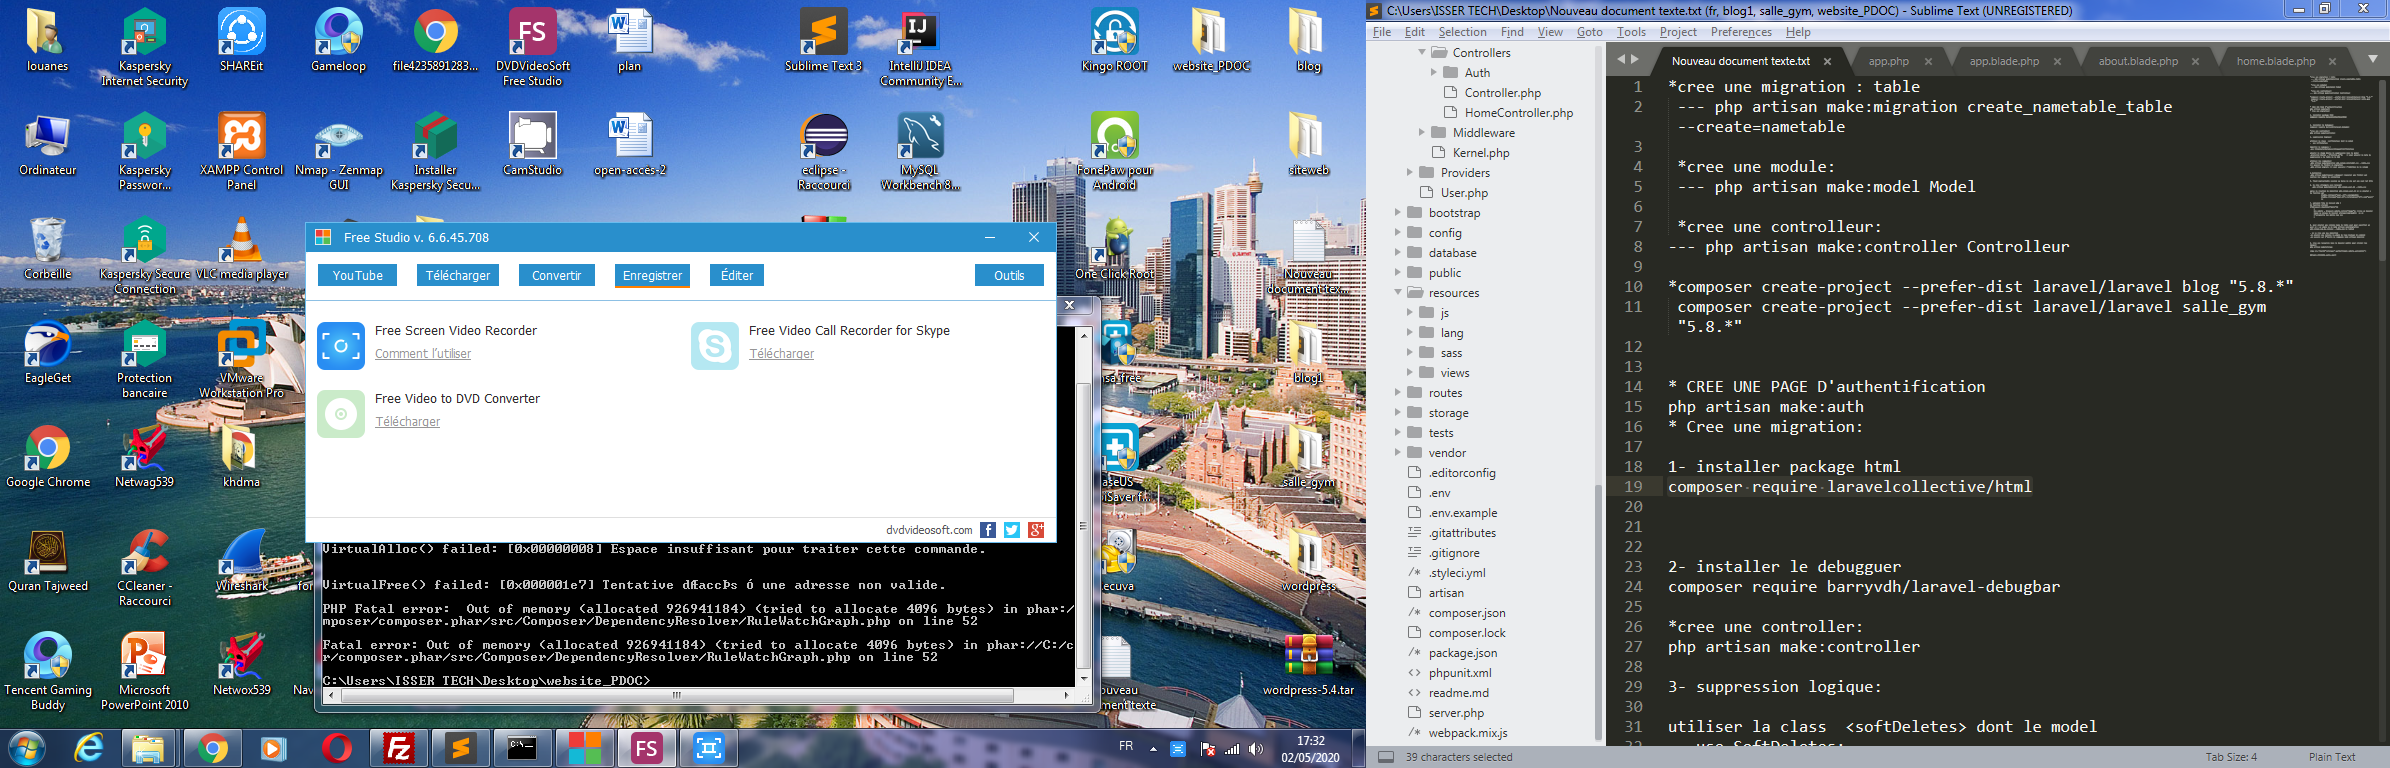 louanes
Kaspersky Internet Security
SHAREit
Gameloop
file4235891283...
DVDVideoSoft Free Studio
plan
Sublime Text 3
IntelliJ IDEA Community E...
Kingo ROOT
website_PDOC
blog
Ordinateur
Kaspersky Passwor...
XAMPP Control Panel
Nmap - Zenmap GUI
Installer Kaspersky Secu...
CamStudio
open-accès-2
eclipse - Raccourci
MySQL Workbench 8...
FonePaw pour Android
siteweb
Corbeille
Kaspersky Secure Connection
VLC media player
One Click Root
Nouveau document tex...
EagleGet
Protection bancaire
VMware Workstation Pro
blog1
Google Chrome
Netwag539
khdma
salle_gym
Quran Tajweed
CCleaner - Raccourci
Wireshark
wordpress
Tencent Gaming Buddy
Microsoft PowerPoint 2010
Netwox539
wordpress-5.4.tar
Free Studio v. 6.6.45.708
YouTube
Télécharger
Convertir
Enregistrer
Éditer
Outils
Free Screen Video Recorder
Comment l'utiliser
Free Video Call Recorder for Skype
Télécharger
Free Video to DVD Converter
Télécharger
dvdvideosoft.com
VirtualAlloc() failed: [0x00000008] Espace insuffisant pour traiter cette commande.
VirtualFree() failed: [0x000001e7] Tentative dÆaccÞs ó une adresse non valide.
PHP Fatal error:  Out of memory (allocated 926941184) (tried to allocate 4096 bytes) in phar:/
mposer/composer.phar/src/Composer/DependencyResolver/RuleWatchGraph.php on line 52
Fatal error: Out of memory (allocated 926941184) (tried to allocate 4096 bytes) in phar://C:/c
r/composer.phar/src/Composer/DependencyResolver/RuleWatchGraph.php on line 52
C:\Users\ISSER TECH\Desktop\website_PDOC>
FR
17:32
02/05/2020
C:\Users\ISSER TECH\Desktop\Nouveau document texte.txt (fr, blog1, salle_gym, website_PDOC) - Sublime Text (UNREGISTERED)
File Edit Selection Find View Goto Tools Project Preferences Help
Controllers
Auth
Controller.php
HomeController.php
Middleware
Kernel.php
Providers
User.php
bootstrap
config
database
public
resources
js
lang
sass
views
routes
storage
tests
vendor
.editorconfig
.env
.env.example
.gitattributes
.gitignore
.styleci.yml
artisan
composer.json
composer.lock
package.json
phpunit.xml
readme.md
server.php
webpack.mix.js
Nouveau document texte.txt
app.php
app.blade.php
about.blade.php
home.blade.php
1 *cree une migration : table
2 --- php artisan make:migration create_nametable_table
--create=nametable
3
4 *cree une module:
5 --- php artisan make:model Model
6
7 *cree une controlleur:
8 --- php artisan make:controller Controlleur
9
10 *composer create-project --prefer-dist laravel/laravel blog "5.8.*"
11 composer create-project --prefer-dist laravel/laravel salle_gym
"5.8.*"
12
13
14 * CREE UNE PAGE D'authentification
15 php artisan make:auth
16 * Cree une migration:
17
18 1- installer package html
19 composer require laravelcollective/html
20
21
22
23 2- installer le debugguer
24 composer require barryvdh/laravel-debugbar
25
26 *cree une controller:
27 php artisan make:controller
28
29 3- suppression logique:
30
31 utiliser la class  <softDeletes> dont le model
32 use SoftDeletes;
39 characters selected
Tab Size: 4
Plain Text